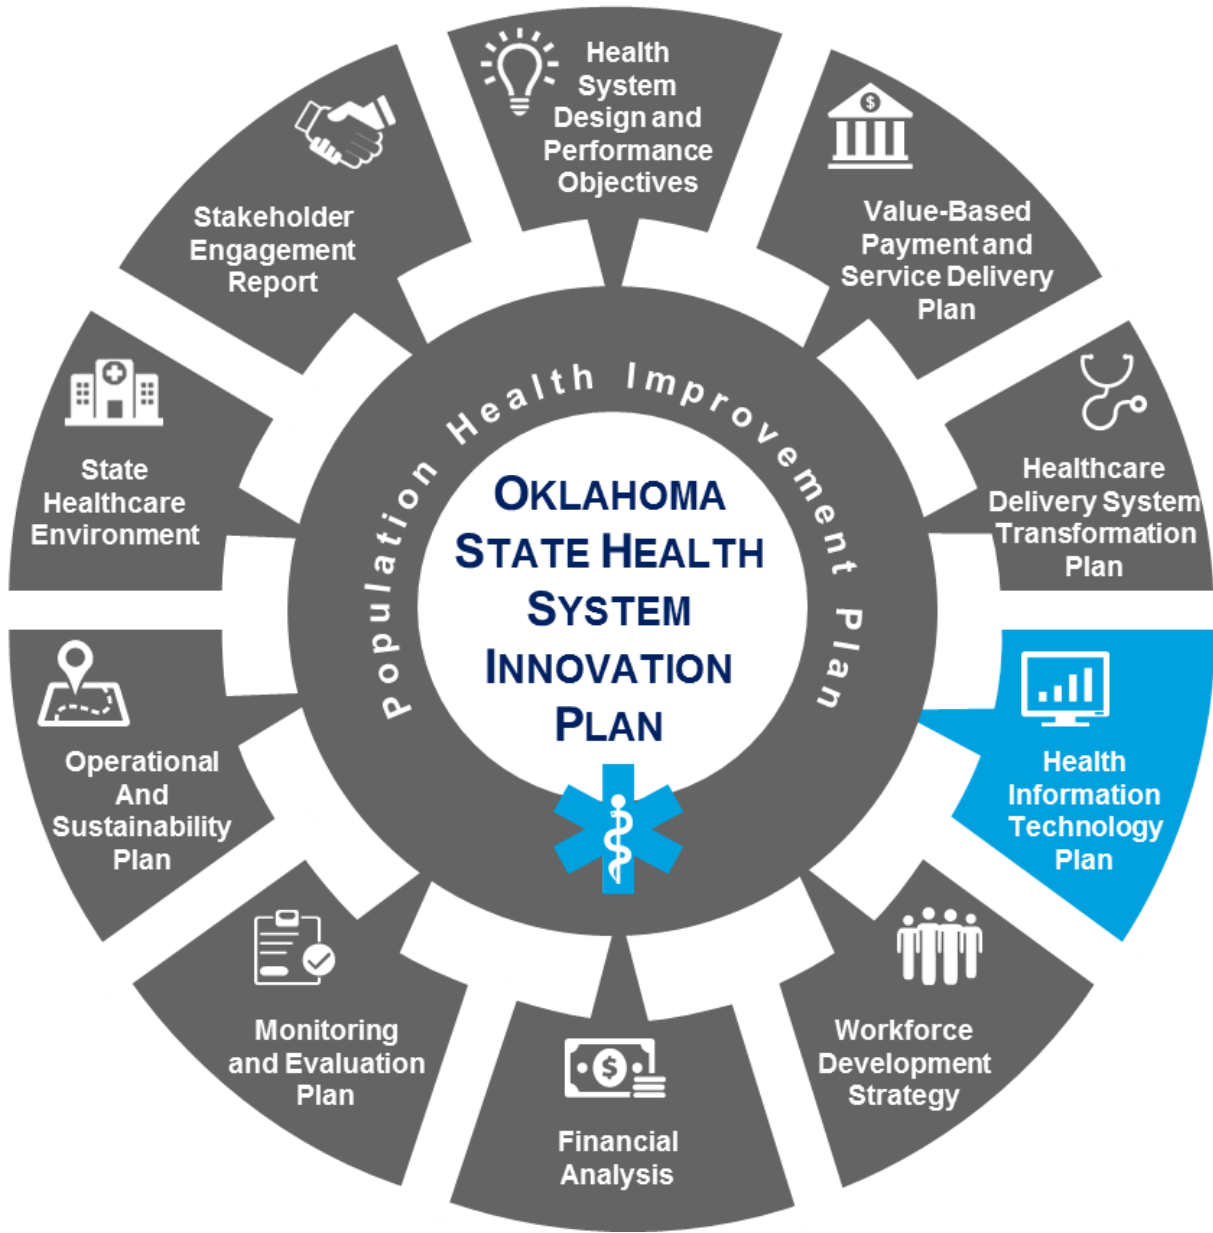 Health
System
Design and
Performance
Objectives
Value-Based
Payment and
Service Delivery
Plan
Healthcare
Delivery System
Transformation
Plan
Health
Information
Technology
Plan
Workforce
Development
Strategy
$
Financial
Analysis
Monitoring
and Evaluation
Plan
Operational
And
Sustainability
Plan
State
Healthcare
Environment
Stakeholder
Engagement
Report
$
Population Health Improvement Plan
OKLAHOMA
STATE HEALTH
SYSTEM
INNOVATION
PLAN